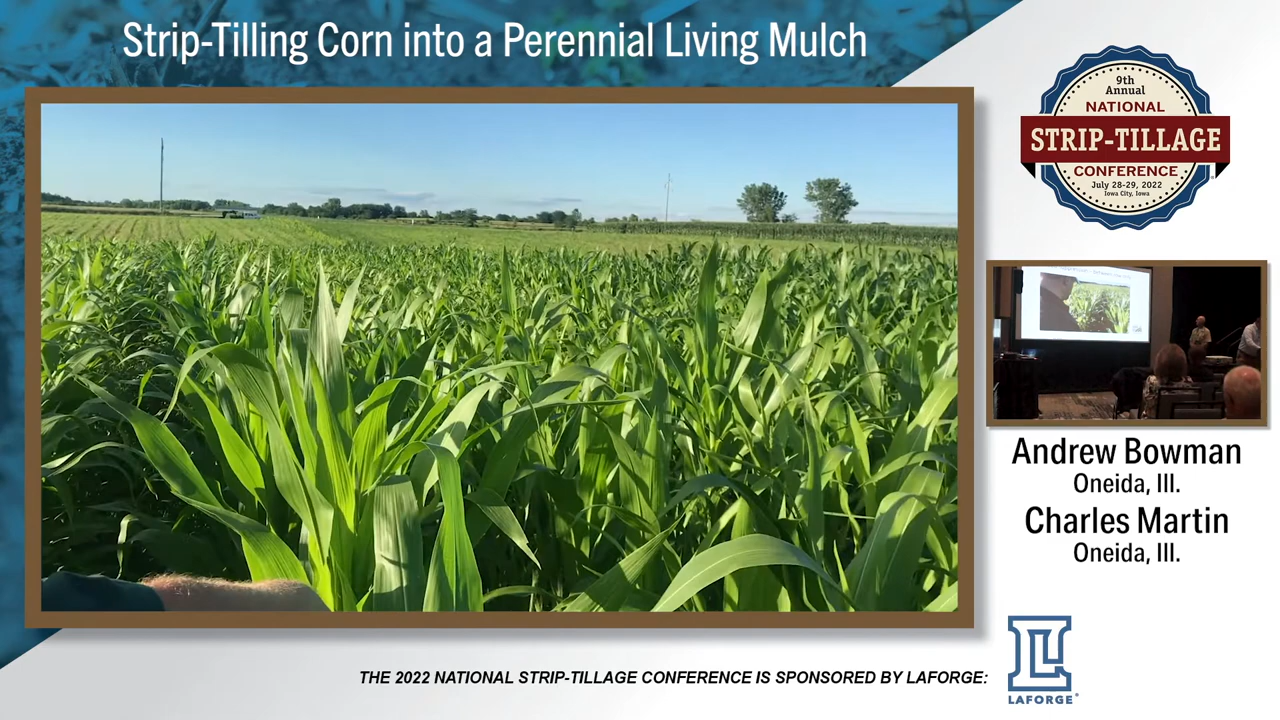 Strip-Tilling Corn into a Perennial Living Mulch
9th
Annual
NATIONAL
STRIP-TILLAGE
CONFERENCE
July 28-29, 2022
Iowa City, Iowa
Andrew Bowman
Oneida, Ill.
Charles Martin
Oneida, Ill.
THE 2022 NATIONAL STRIP-TILLAGE CONFERENCE IS SPONSORED BY LAFORGE:
LAFORGE®